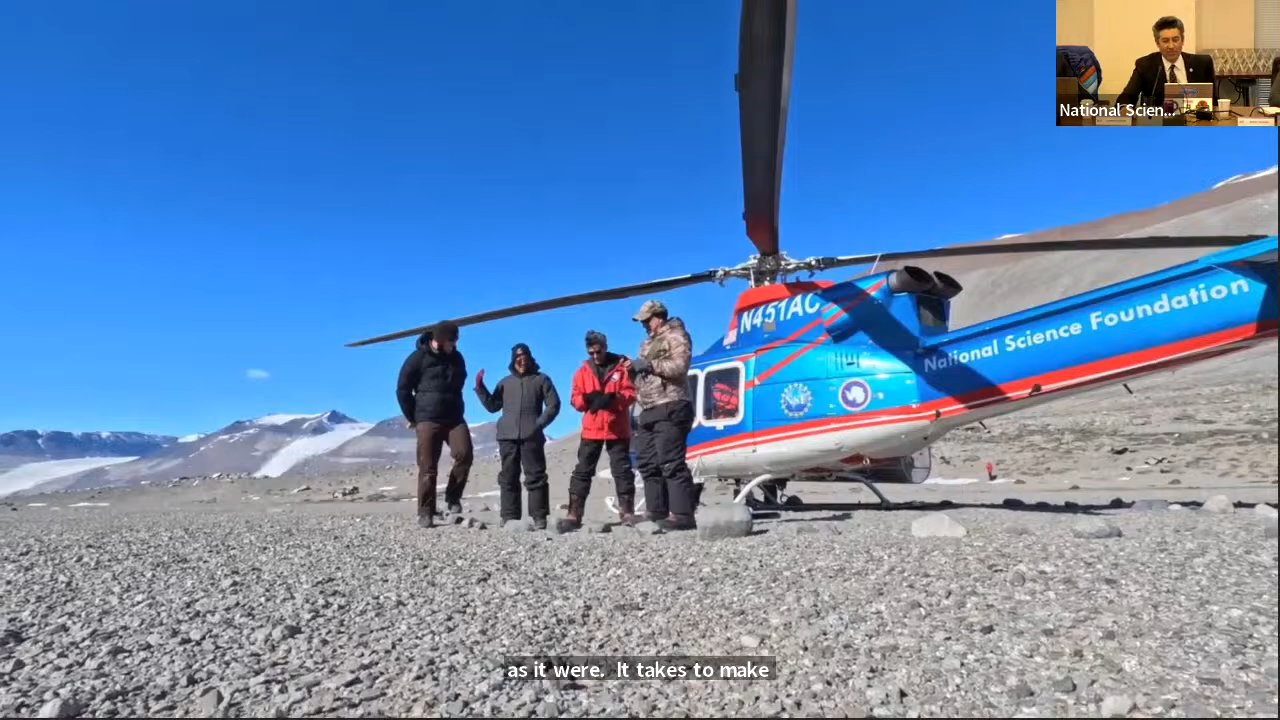 National Scien...
N451AC
National Science Foundation
as it were. It takes to make